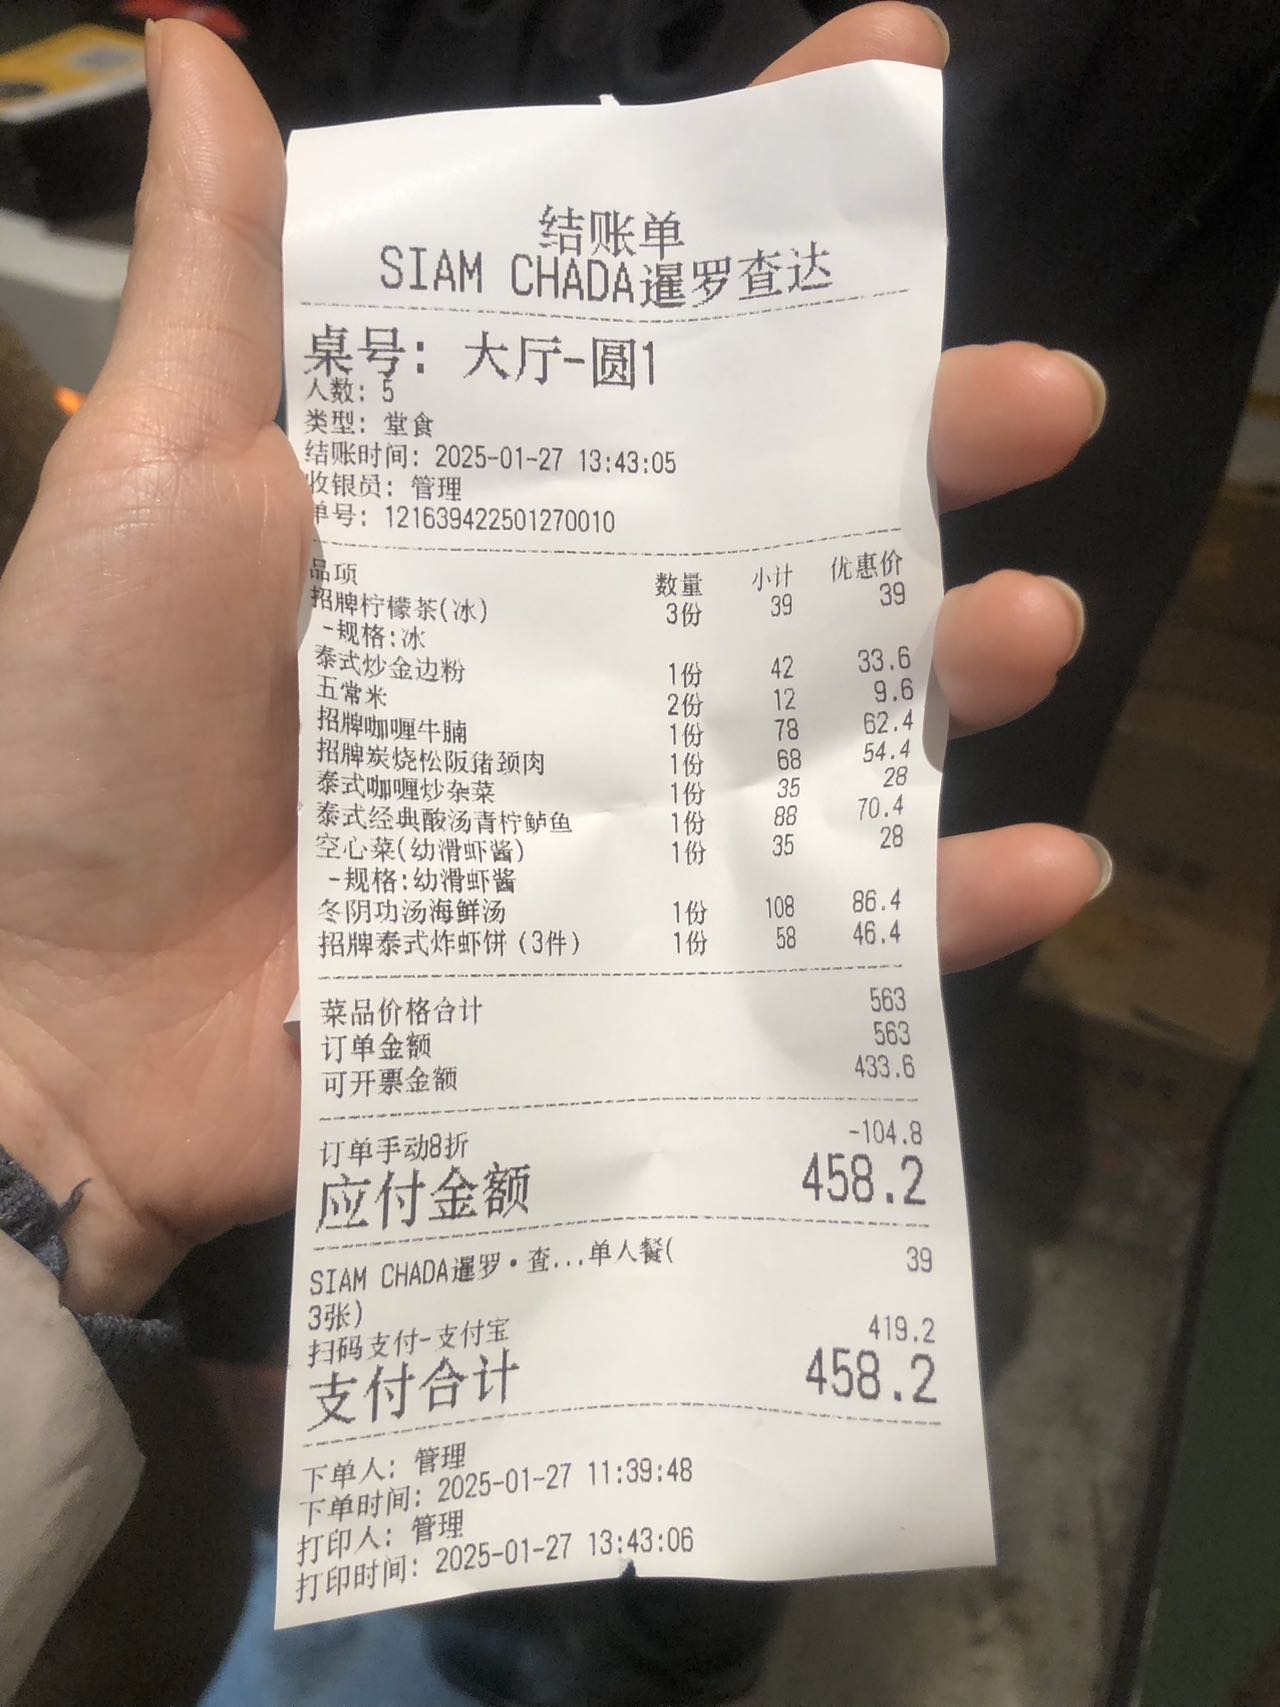 结账单
SIAM CHADA暹罗查达
桌号: 大厅-圆1
人数: 5
类型: 堂食
结账时间: 2025-01-27 13:43:05
收银员: 管理
单号: 121639422501270010
品项 数量 小计 优惠价
招牌柠檬茶(冰) 3份 39 39
-规格:冰
泰式炒金边粉 1份 42 33.6
五常米 2份 12 9.6
招牌咖喱牛腩 1份 78 62.4
招牌炭烧松阪猪颈肉 1份 68 54.4
泰式咖喱炒杂菜 1份 35 28
泰式经典酸汤青柠鲈鱼 1份 88 70.4
空心菜(幼滑虾酱) 1份 35 28
-规格:幼滑虾酱
冬阴功汤海鲜汤 1份 108 86.4
招牌泰式炸虾饼(3件) 1份 58 46.4
菜品价格合计 563
订单金额 563
可开票金额 433.6
订单手动8折 -104.8
应付金额 458.2
SIAM CHADA暹罗·查...单人餐( 39
3张)
扫码支付-支付宝 419.2
支付合计 458.2
下单人: 管理
下单时间: 2025-01-27 11:39:48
打印人: 管理
打印时间: 2025-01-27 13:43:06